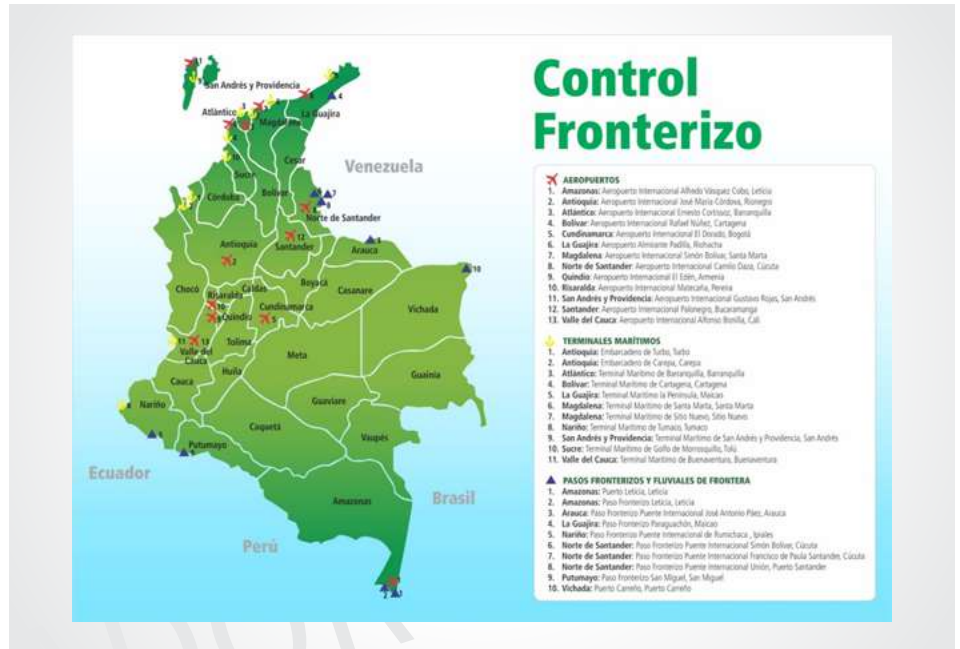 Control
Fronterizo
AEROPUERTOS
1. Amazonas: Aeropuerto Internacional Alfredo Vásquez Cobo, Leticia
2. Antioquia: Aeropuerto Internacional José María Córdova, Rionegro
3. Atlántico: Aeropuerto Internacional Ernesto Cortissoz, Barranquilla
4. Bolívar: Aeropuerto Internacional Rafael Núñez, Cartagena
5. Cundinamarca: Aeropuerto Internacional El Dorado, Bogotá
6. La Guajira: Aeropuerto Almirante Padilla, Riohacha
7. Magdalena: Aeropuerto Internacional Simón Bolívar, Santa Marta
8. Norte de Santander: Aeropuerto Internacional Camilo Daza, Cúcuta
9. Quindío: Aeropuerto Internacional El Edén, Armenia
10. Risaralda: Aeropuerto Internacional Matecaña, Pereira
11. San Andrés y Providencia: Aeropuerto Internacional Gustavo Rojas, San Andrés
12. Santander: Aeropuerto Internacional Palonegro, Bucaramanga
13. Valle del Cauca: Aeropuerto Internacional Alfonso Bonilla, Cali
TERMINALES MARÍTIMOS
1. Antioquia: Embarcadero de Turbo, Turbo
2. Antioquia: Embarcadero de Carepa, Carepa
3. Atlántico: Terminal Marítimo de Barranquilla, Barranquilla
4. Bolívar: Terminal Marítimo de Cartagena, Cartagena
5. La Guajira: Terminal Marítimo la Península, Maicao
6. Magdalena: Terminal Marítimo de Santa Marta, Santa Marta
7. Magdalena: Terminal Marítimo de Sitio Nuevo, Sitio Nuevo
8. Nariño: Terminal Marítimo de Tumaco, Tumaco
9. San Andrés y Providencia: Terminal Marítimo de San Andrés y Providencia, San Andrés
10. Sucre: Terminal Marítimo de Golfo de Morrosquillo, Tolú
11. Valle del Cauca: Terminal Marítimo de Buenaventura, Buenaventura
PASOS FRONTERIZOS Y FLUVIALES DE FRONTERA
1. Amazonas: Puerto Leticia, Leticia
2. Amazonas: Paso Fronterizo Leticia, Leticia
3. Arauca: Paso Fronterizo Puente Internacional José Antonio Páez, Arauca
4. La Guajira: Paso Fronterizo Paraguachón, Maicao
5. Nariño: Paso Fronterizo Puente Internacional de Rumichaca , Ipiales
6. Norte de Santander: Paso Fronterizo Puente Internacional Simón Bolívar, Cúcuta
7. Norte de Santander: Paso Fronterizo Puente Internacional Francisco de Paula Santander, Cúcuta
8. Norte de Santander: Paso Fronterizo Puente Internacional Unión, Puerto Santander
9. Putumayo: Paso Fronterizo San Miguel, San Miguel
10. Vichada: Puerto Carreño, Puerto Carreño
San Andrés y Providencia
Atlántico
Magdalena
La Guajira
Cesar
Venezuela
Sucre
Córdoba
Bolívar
Norte de Santander
Antioquia
Santander
Arauca
Chocó
Risaralda
Caldas
Boyacá
Casanare
Cundinamarca
Quindío
Vichada
Valle del
Cauca
Tolima
Meta
Huila
Cauca
Guainía
Nariño
Guaviare
Caquetá
Vaupés
Putumayo
Ecuador
Amazonas
Brasil
Perú